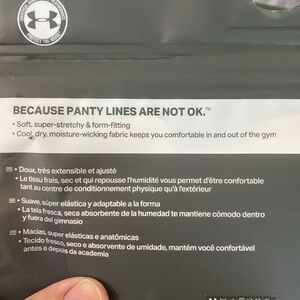 BECAUSE PANTY LINES ARE NOT OK.™
• Soft, super-stretchy & form-fitting
• Cool, dry, moisture-wicking fabric keeps you comfortable in and out of the gym
• Doux, très extensible et ajusté
• Le tissu frais, sec et qui repousse l'humidité vous permet d'être confortable
tant au centre de conditionnement physique qu'à l'extérieur
• Suave, súper elástica y adaptable a la forma
• La tela fresca, seca absorbente de la humedad te mantiene cómodo dentro
y fuera del gimnasio
• Macias, super elásticas e anatômicas
• Tecido fresco, seco e absorvente de umidade, mantém você confortável
antes e depois da academia